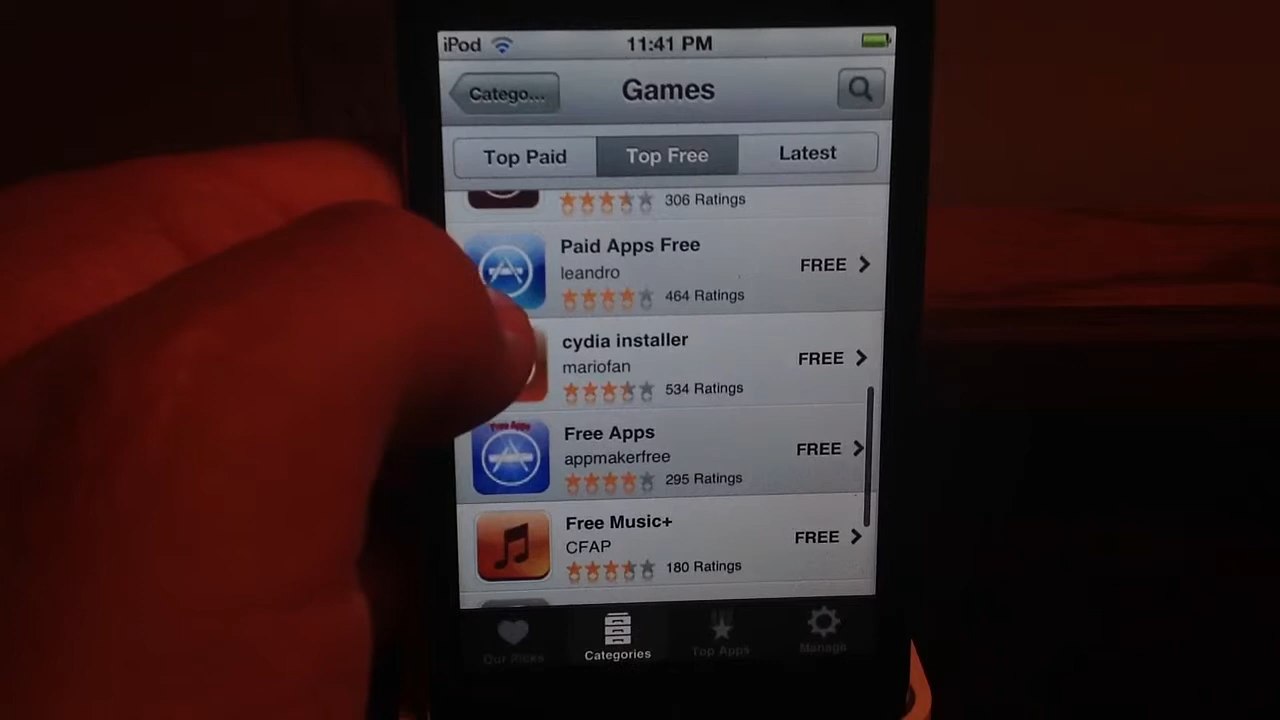 iPod 11:41 PM
Catego... Games
Top Paid Top Free Latest
306 Ratings
Paid Apps Free
leandro
FREE
464 Ratings
cydia installer
mariofan
FREE
534 Ratings
Free Apps
Free Apps
appmakerfree
FREE
295 Ratings
Free Music+
CFAP
FREE
180 Ratings
Our Picks Categories Top Apps Manage